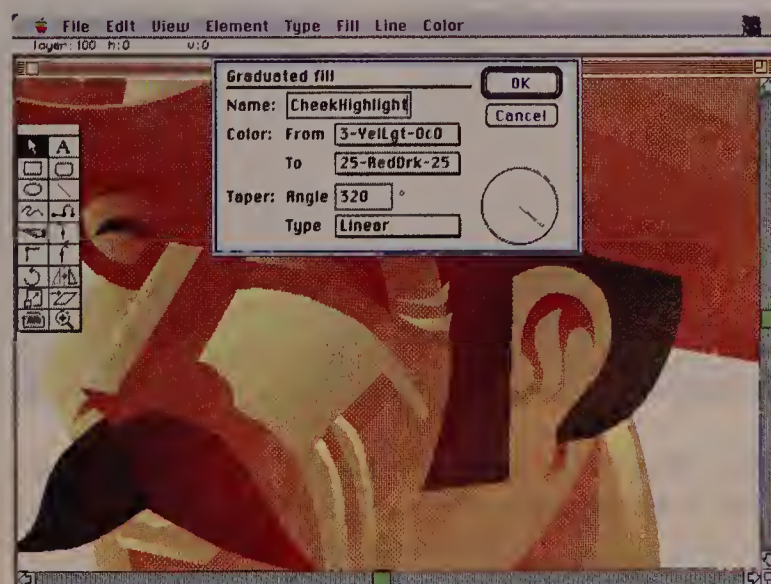 File Edit View Element Type Fill Line Color
layer: 100 h:0 v:0
Graduated fill
OK
Name: CheekHighlight
Cancel
Color: From 3-YelLgt-0c0
To 25-RedDrk-25
Taper: Angle 320 °
Type Linear
A